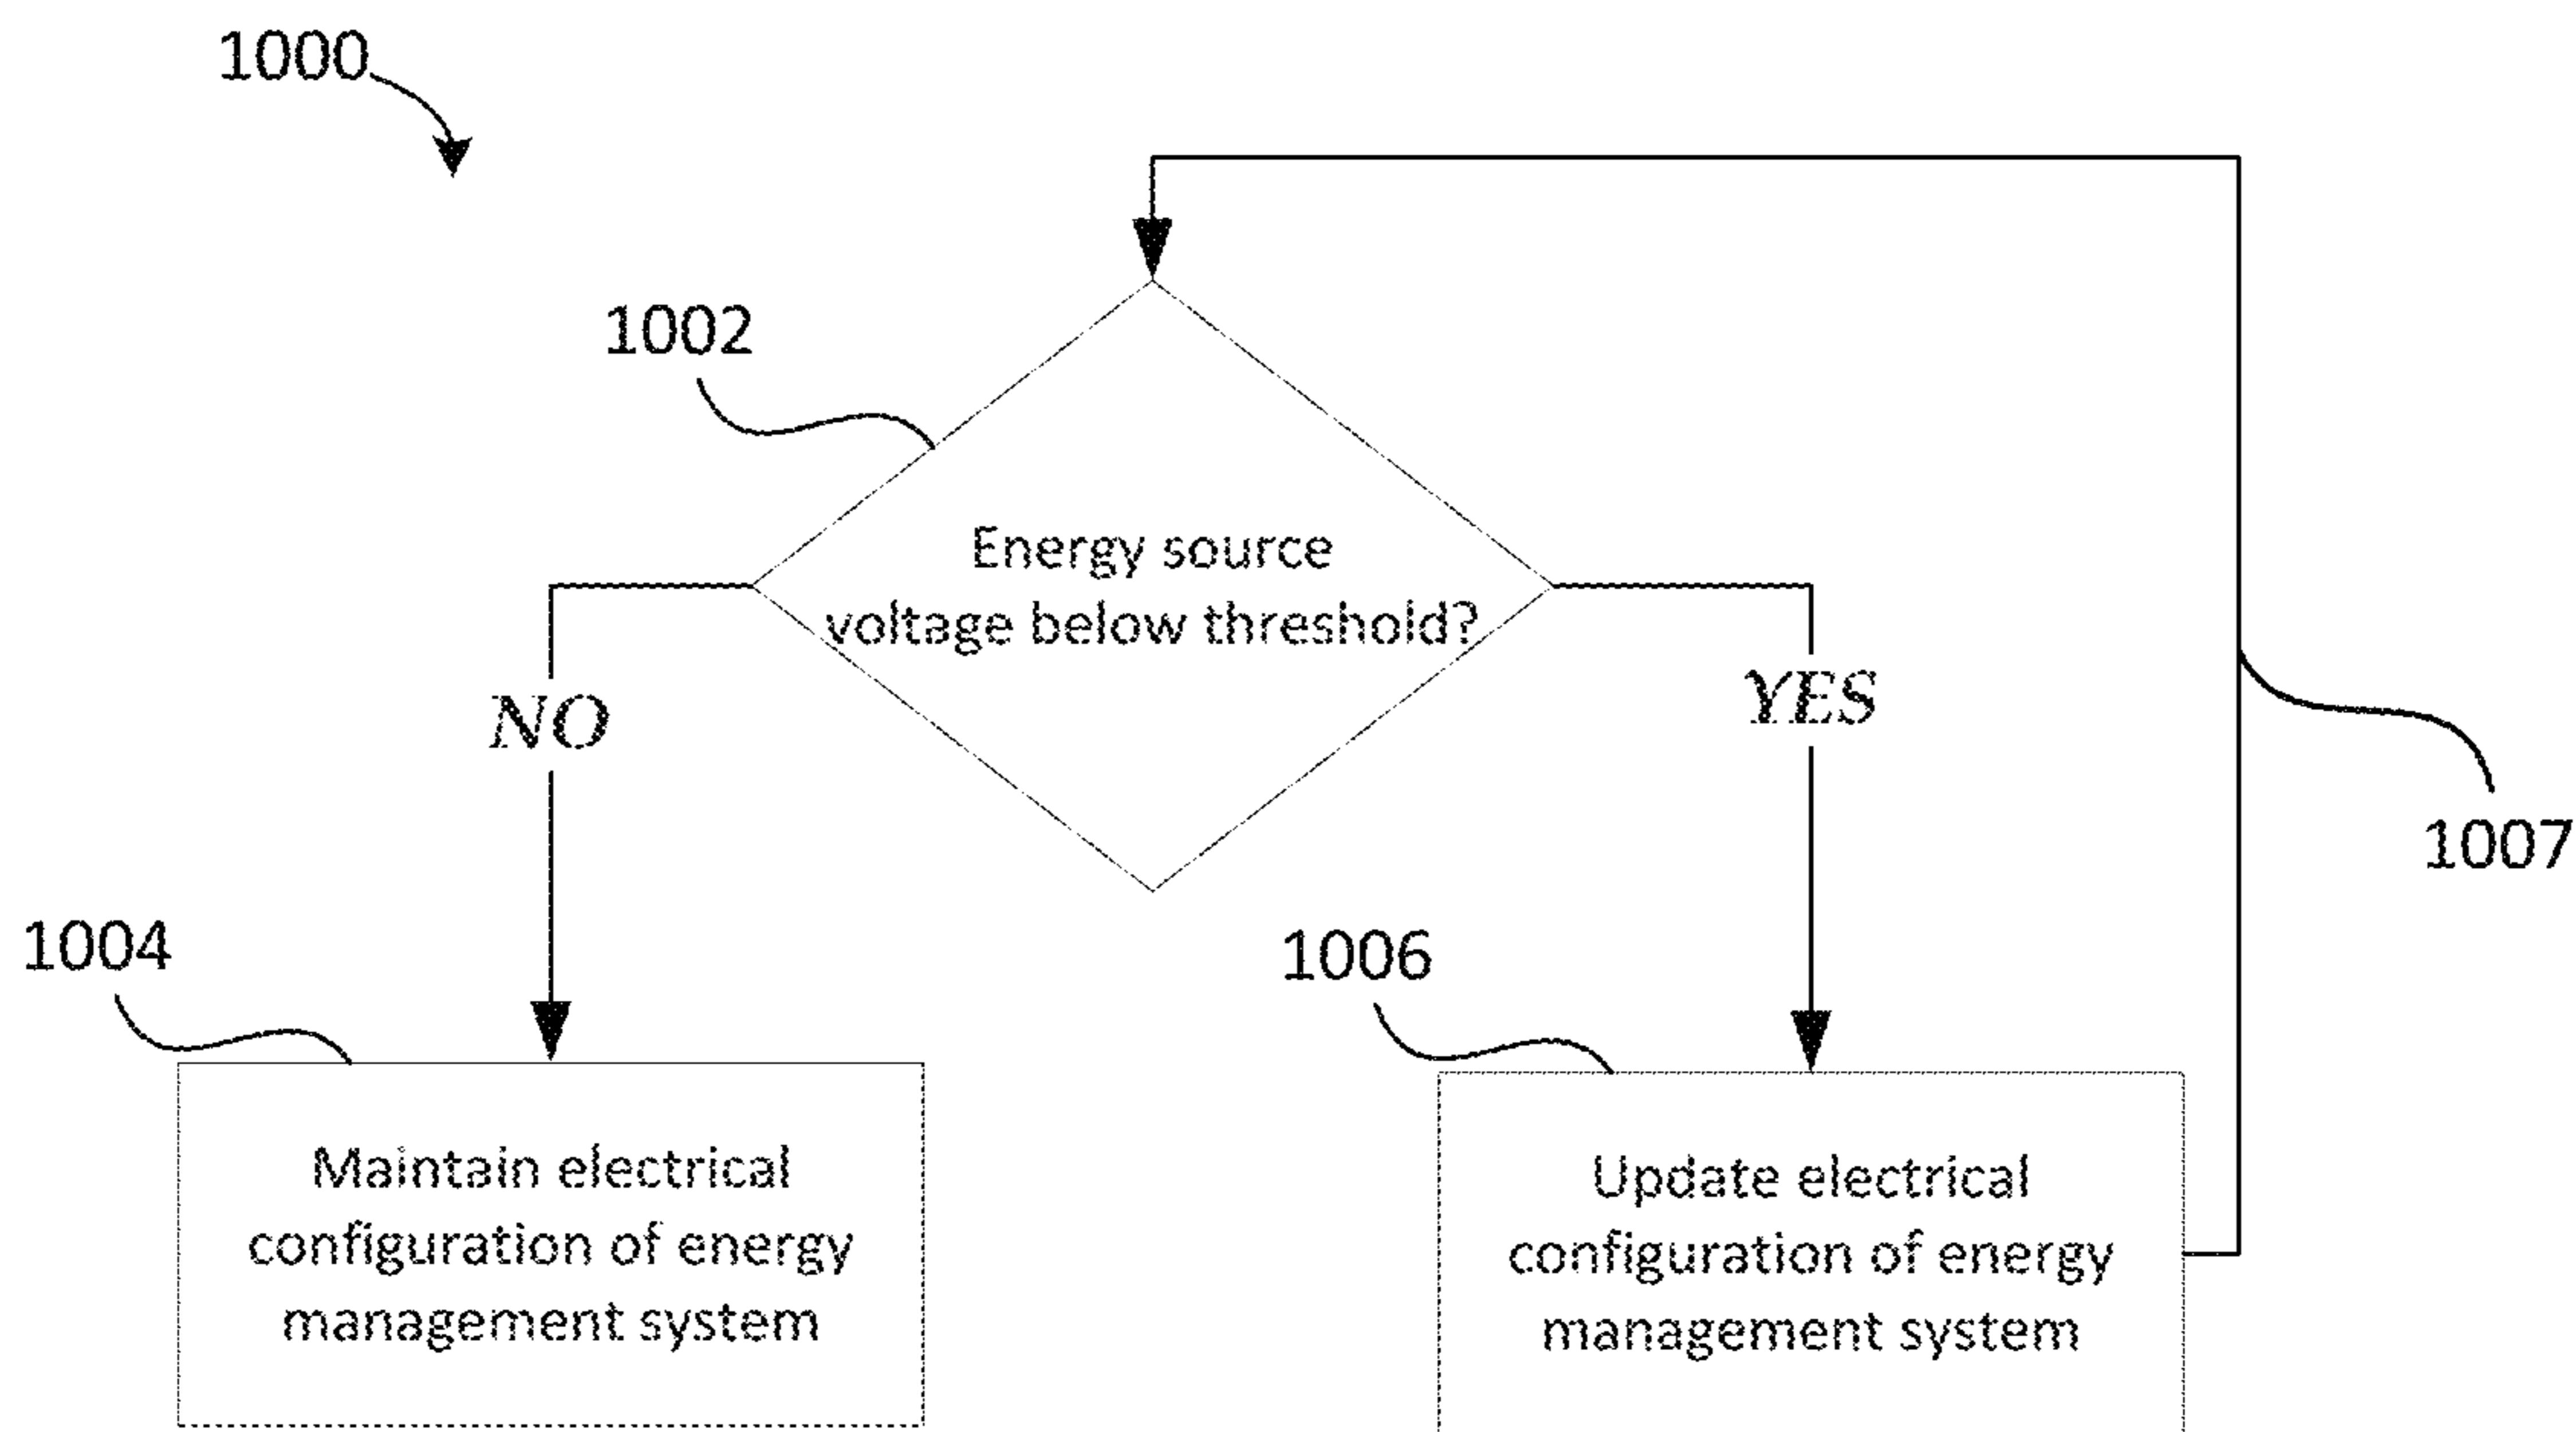 1000
1002
Energy source
voltage below threshold?
NO
YES
1007
1004
1006
Maintain electrical
configuration of energy
management system
Update electrical
configuration of energy
management system